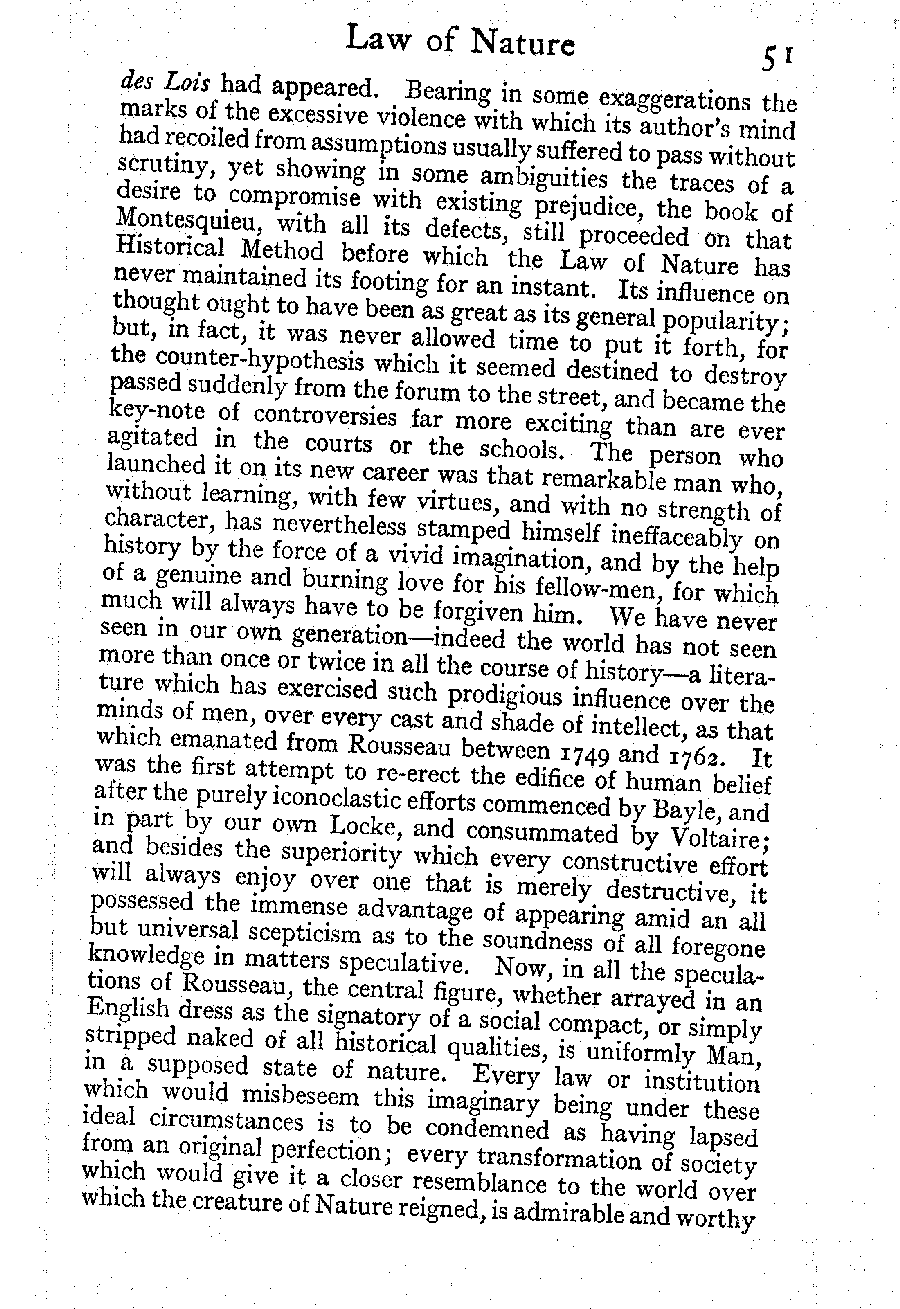 Law of Nature 51
des Lois had appeared. Bearing in some exaggerations the
marks of the excessive violence with which its author's mind
had recoiled from assumptions usually suffered to pass without
scrutiny, yet showing in some ambiguities the traces of a
desire to compromise with existing prejudice, the book of
Montesquieu, with all its defects, still proceeded on that
Historical Method before which the Law of Nature has
never maintained its footing for an instant. Its influence on
thought ought to have been as great as its general popularity;
but, in fact, it was never allowed time to put it forth, for
the counter-hypothesis which it seemed destined to destroy
passed suddenly from the forum to the street, and became the
key-note of controversies far more exciting than are ever
agitated in the courts or the schools. The person who
launched it on its new career was that remarkable man who,
without learning, with few virtues, and with no strength of
character, has nevertheless stamped himself ineffaceably on
history by the force of a vivid imagination, and by the help
of a genuine and burning love for his fellow-men, for which
much will always have to be forgiven him. We have never
seen in our own generation—indeed the world has not seen
more than once or twice in all the course of history—a litera-
ture which has exercised such prodigious influence over the
minds of men, over every cast and shade of intellect, as that
which emanated from Rousseau between 1749 and 1762. It
was the first attempt to re-erect the edifice of human belief
after the purely iconoclastic efforts commenced by Bayle, and
in part by our own Locke, and consummated by Voltaire;
and besides the superiority which every constructive effort
will always enjoy over one that is merely destructive, it
possessed the immense advantage of appearing amid an all
but universal scepticism as to the soundness of all foregone
knowledge in matters speculative. Now, in all the specula-
tions of Rousseau, the central figure, whether arrayed in an
English dress as the signatory of a social compact, or simply
stripped naked of all historical qualities, is uniformly Man,
in a supposed state of nature. Every law or institution
which would misbeseem this imaginary being under these
ideal circumstances is to be condemned as having lapsed
from an original perfection; every transformation of society
which would give it a closer resemblance to the world over
which the creature of Nature reigned, is admirable and worthy